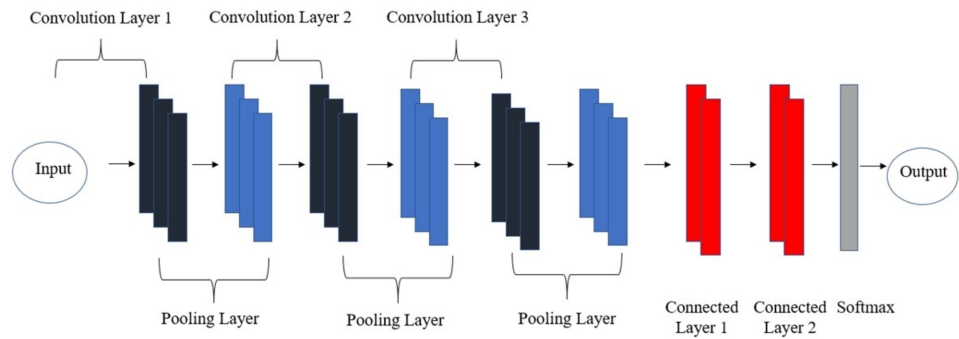 Convolution Layer 1
Convolution Layer 2
Convolution Layer 3
Input
Output
Pooling Layer
Pooling Layer
Pooling Layer
Connected
Layer 1
Connected
Layer 2
Softmax